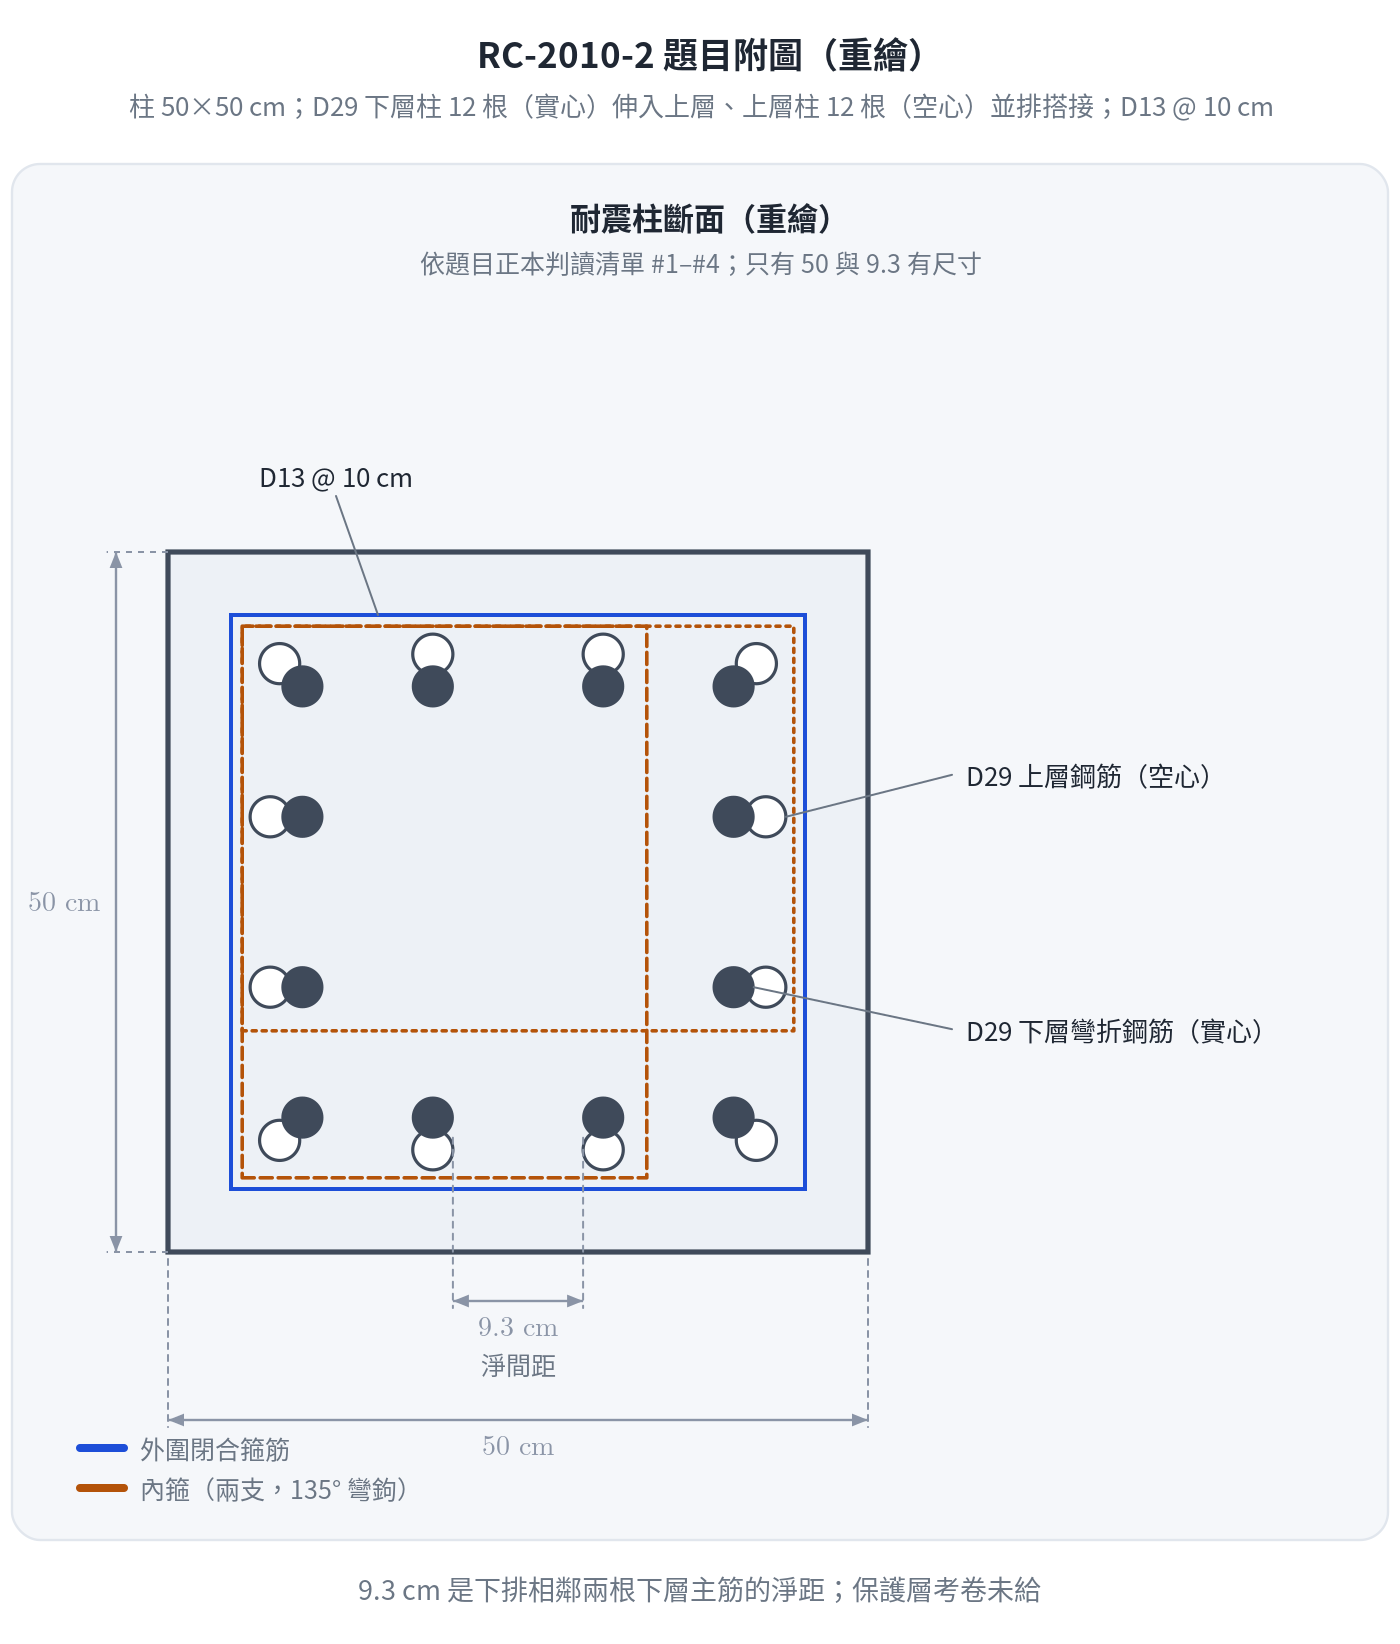 RC-2010-2 題目附圖（重繪）
柱 50×50 cm；D29 下層柱 12 根（實心）伸入上層、上層柱 12 根（空心）並排搭接；D13 @ 10 cm
耐震柱斷面（重繪）
依題目正本判讀清單 #1–#4；只有 50 與 9.3 有尺寸
D13 @ 10 cm
D29 上層鋼筋（空心）
50 cm
D29 下層彎折鋼筋（實心）
9.3 cm
淨間距
50 cm
外圍閉合箍筋
內箍（兩支，135° 彎鉤）
9.3 cm 是下排相鄰兩根下層主筋的淨距；保護層考卷未給